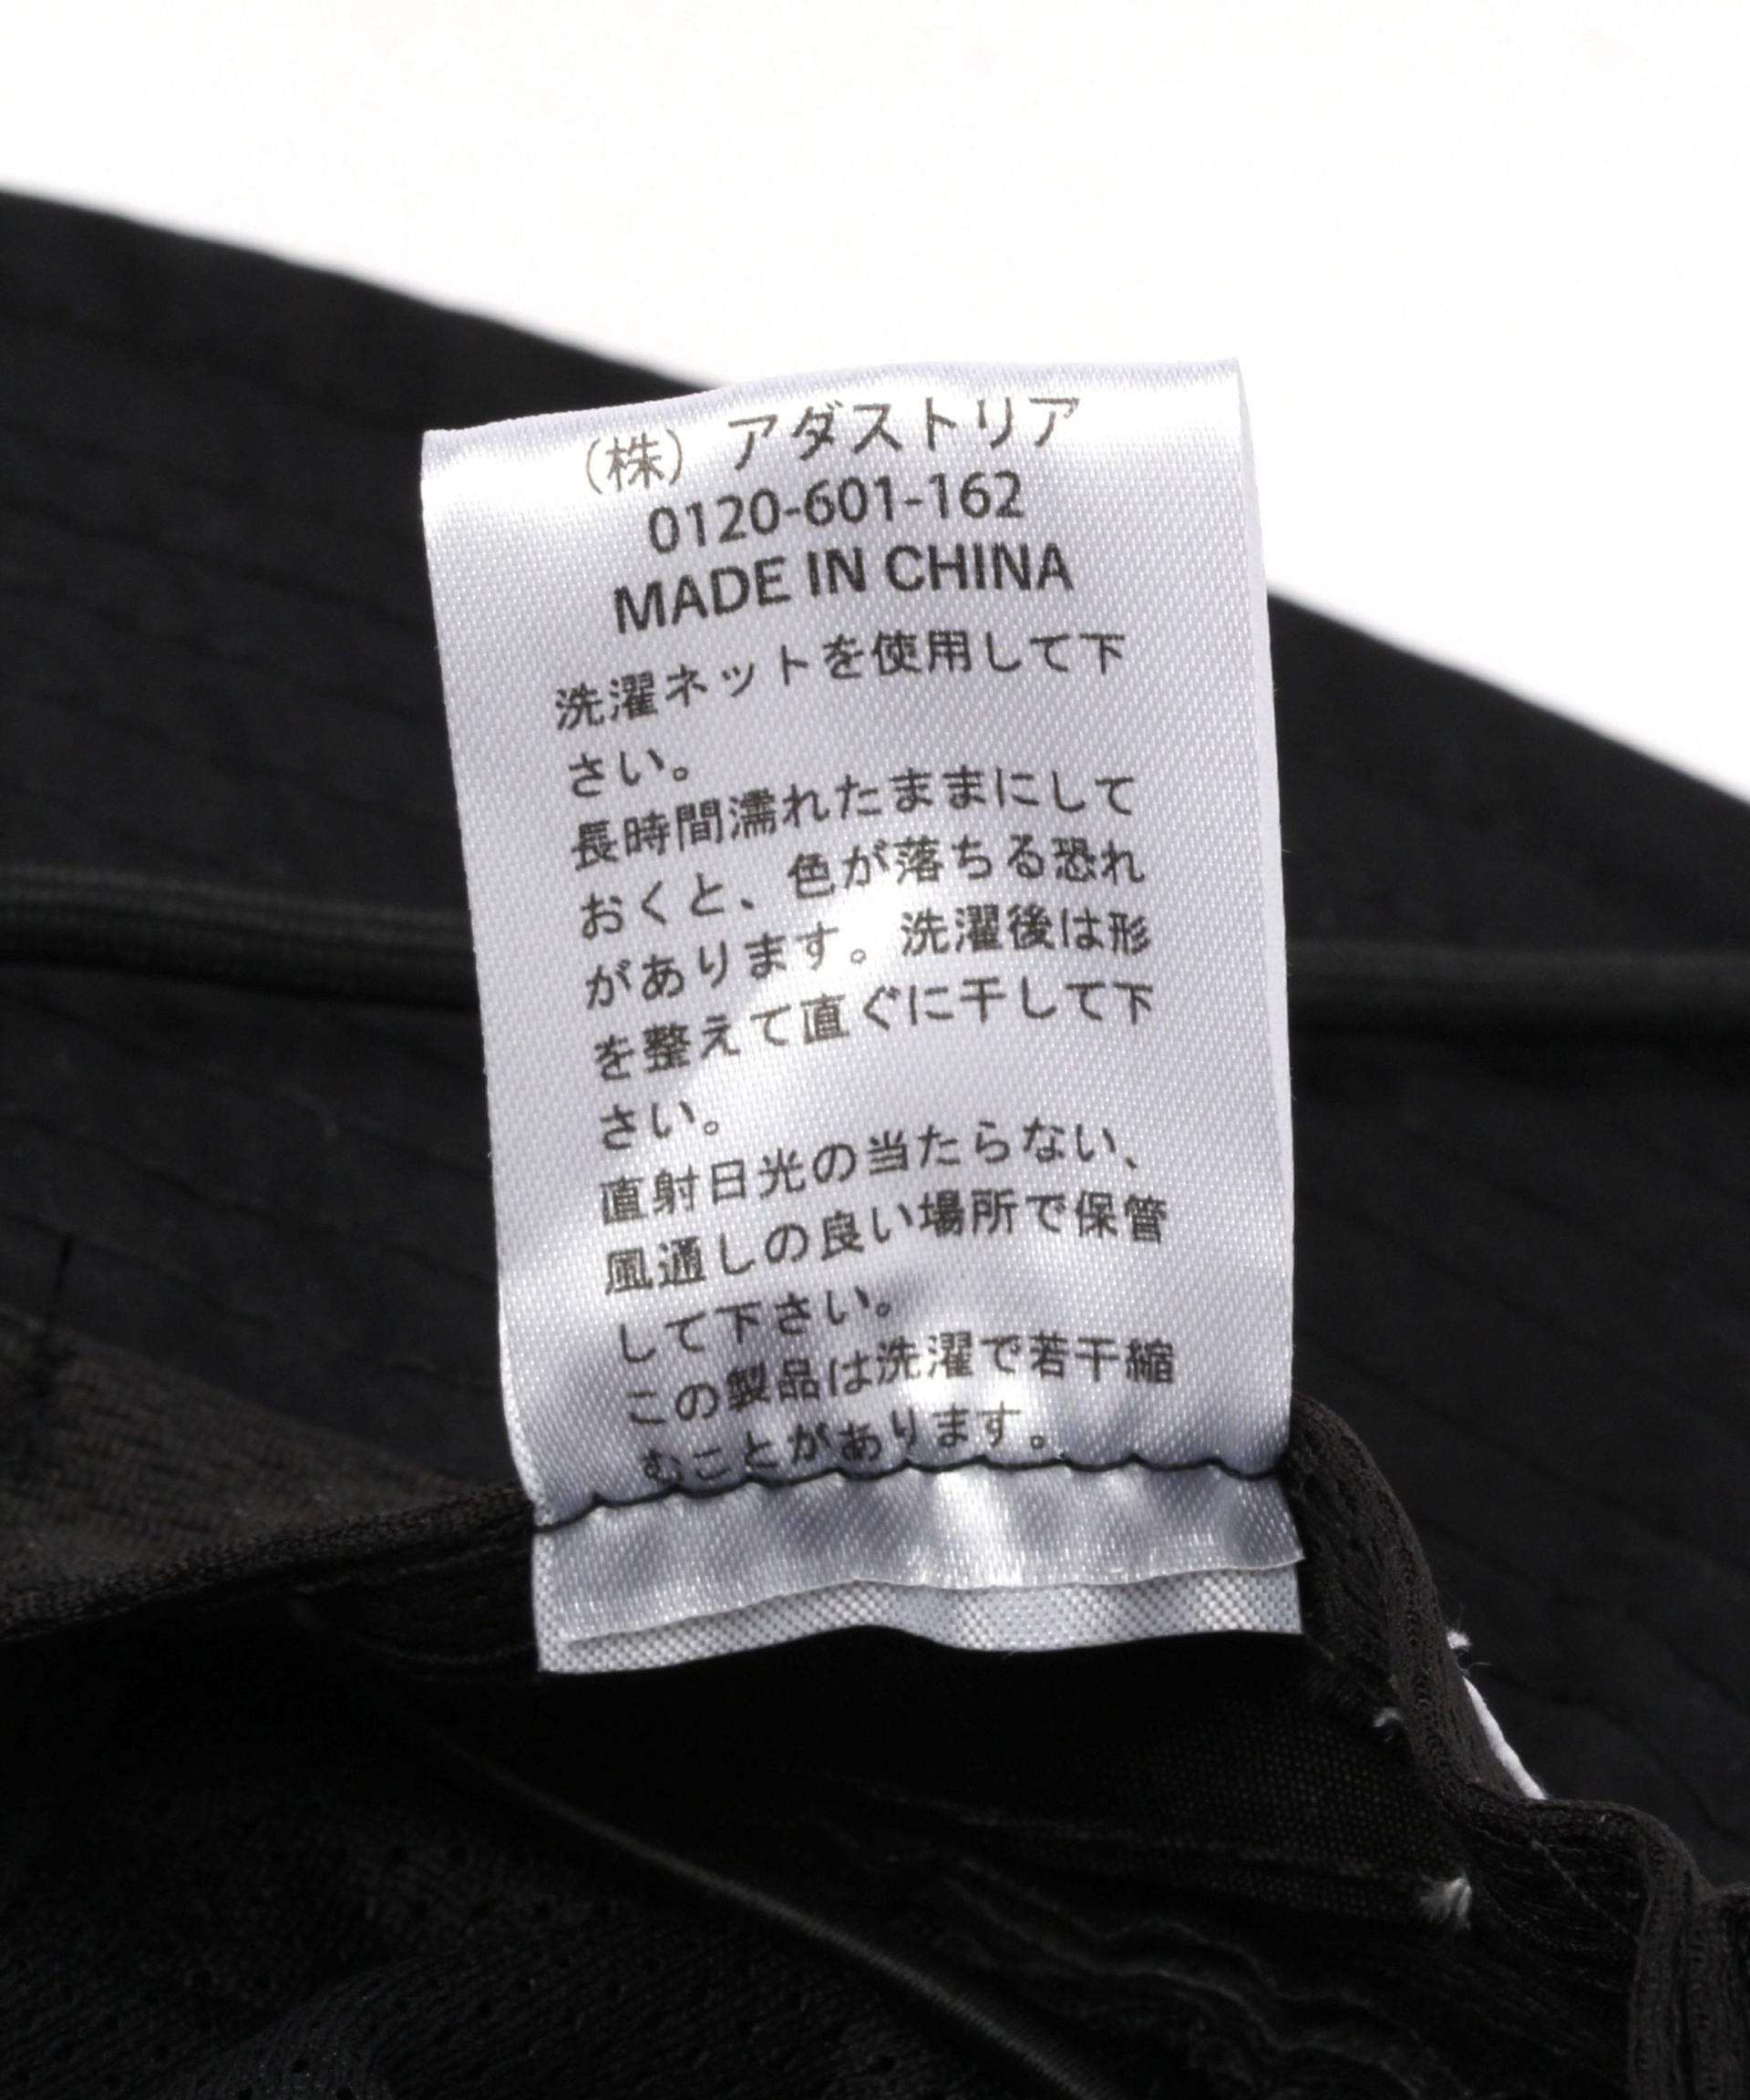 (株) アダストリア
0120-601-162
MADE IN CHINA
洗濯ネットを使用して下
さい。
長時間濡れたままにして
おくと、色が落ちる恐れ
があります。洗濯後は形
を整えて直ぐに干して下
さい。
直射日光の当たらない、
風通しの良い場所で保管
して下さい。
この製品は洗濯で若干縮
むことがあります。